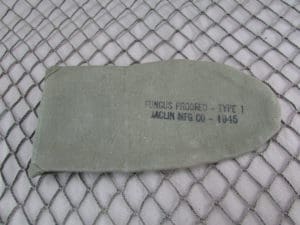 FUNGUS PROOFED - TYPE 1
JACLIN MFG CO - 1945